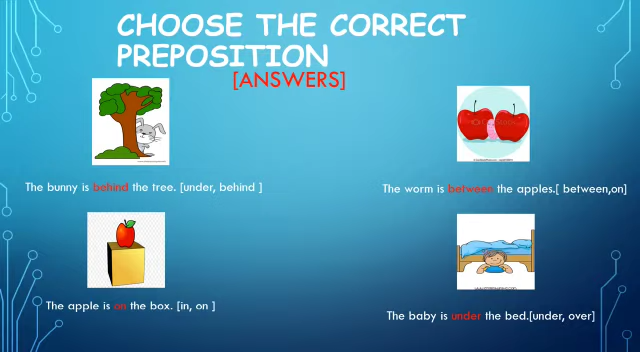 CHOOSE THE CORRECT
PREPOSITION
[ANSWERS]
The bunny is behind the tree. [under, behind ]
The worm is between the apples.[ between,on]
The apple is on the box. [in, on ]
The baby is under the bed.[under, over]